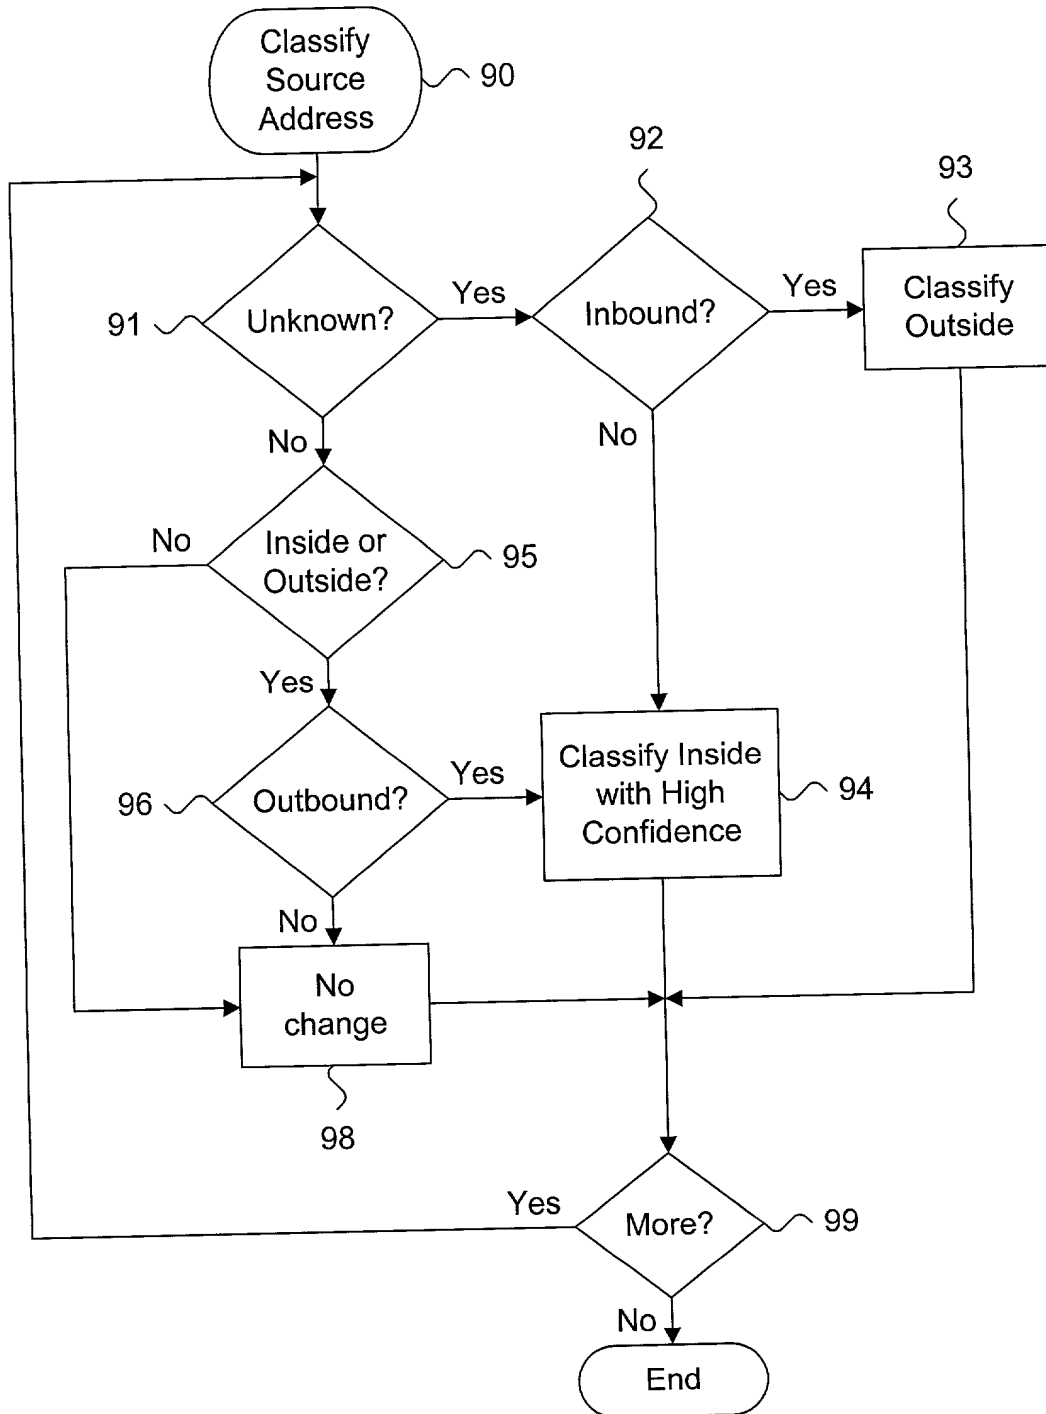 Classify
Source
Address
90
92
93
91
Unknown?
Yes
Inbound?
Yes
Classify
Outside
No
No
No
Inside or
Outside?
95
Yes
96
Outbound?
Yes
Classify Inside
with High
Confidence
94
No
No
change
98
Yes
More?
99
No
End